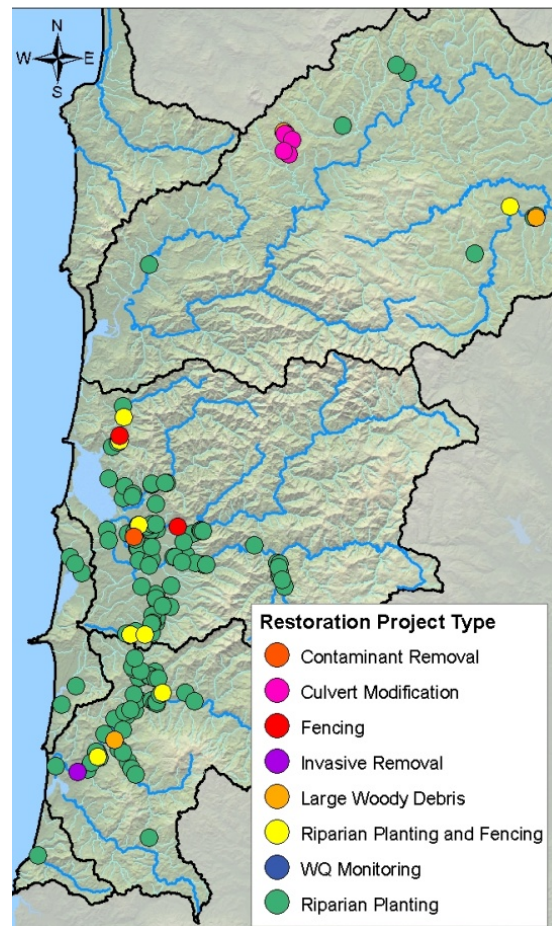 N
W E
S
Restoration Project Type
Contaminant Removal
Culvert Modification
Fencing
Invasive Removal
Large Woody Debris
Riparian Planting and Fencing
WQ Monitoring
Riparian Planting